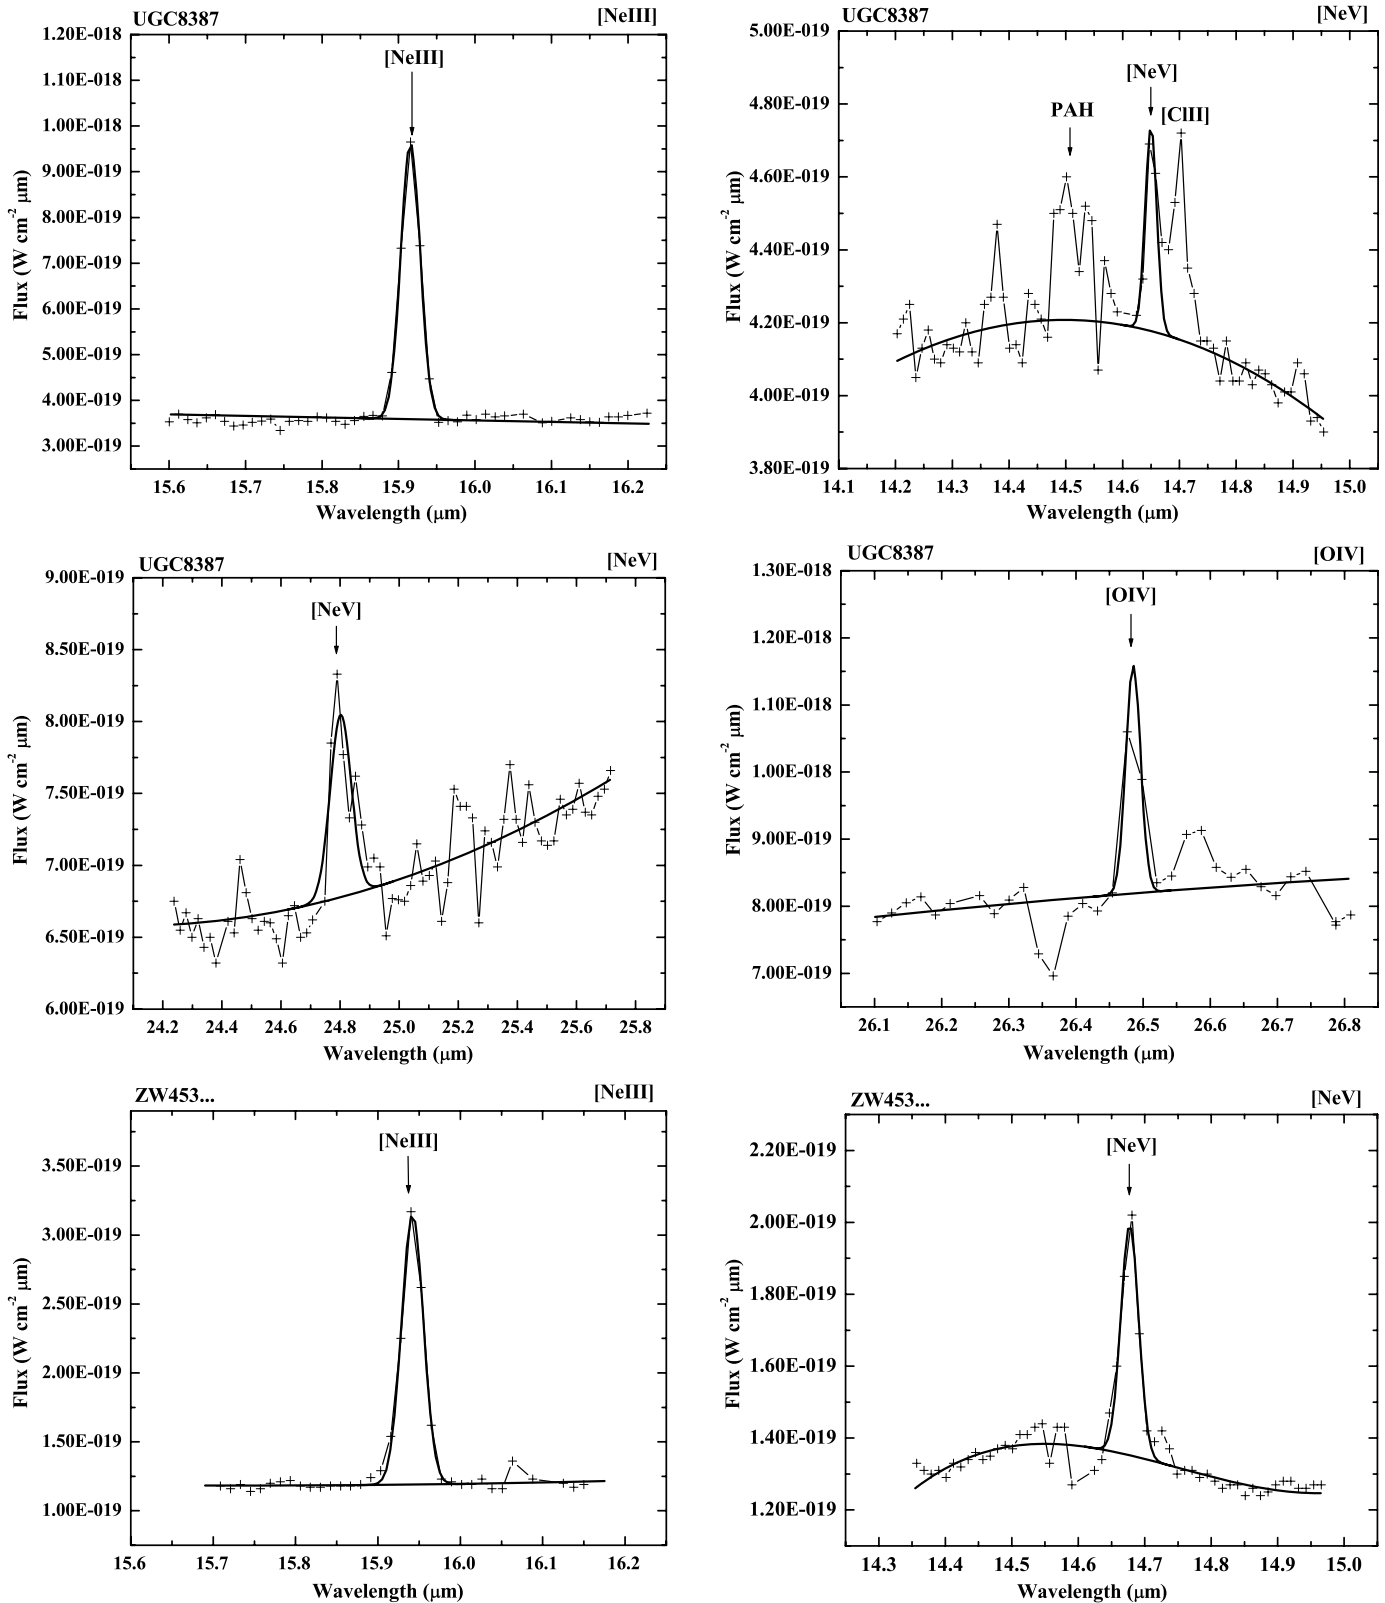 UGC8387 [NeIII]
[NeIII]
1.20E-018
1.10E-018
1.00E-018
9.00E-019
8.00E-019
7.00E-019
6.00E-019
5.00E-019
4.00E-019
3.00E-019
Flux (W cm-2 μm)
15.6 15.7 15.8 15.9 16.0 16.1 16.2
Wavelength (μm)
UGC8387 [NeV]
[NeV]
PAH
[ClII]
5.00E-019
4.80E-019
4.60E-019
4.40E-019
4.20E-019
4.00E-019
3.80E-019
Flux (W cm-2 μm)
14.1 14.2 14.3 14.4 14.5 14.6 14.7 14.8 14.9 15.0
Wavelength (μm)
UGC8387 [NeV]
[NeV]
9.00E-019
8.50E-019
8.00E-019
7.50E-019
7.00E-019
6.50E-019
6.00E-019
Flux (W cm-2 μm)
24.2 24.4 24.6 24.8 25.0 25.2 25.4 25.6 25.8
Wavelength (μm)
UGC8387 [OIV]
[OIV]
1.30E-018
1.20E-018
1.10E-018
1.00E-018
9.00E-019
8.00E-019
7.00E-019
Flux (W cm-2 μm)
26.1 26.2 26.3 26.4 26.5 26.6 26.7 26.8
Wavelength (μm)
ZW453... [NeIII]
[NeIII]
3.50E-019
3.00E-019
2.50E-019
2.00E-019
1.50E-019
1.00E-019
Flux (W cm-2 μm)
15.6 15.7 15.8 15.9 16.0 16.1 16.2
Wavelength (μm)
ZW453... [NeV]
[NeV]
2.20E-019
2.00E-019
1.80E-019
1.60E-019
1.40E-019
1.20E-019
Flux (W cm-2 μm)
14.3 14.4 14.5 14.6 14.7 14.8 14.9 15.0
Wavelength (μm)